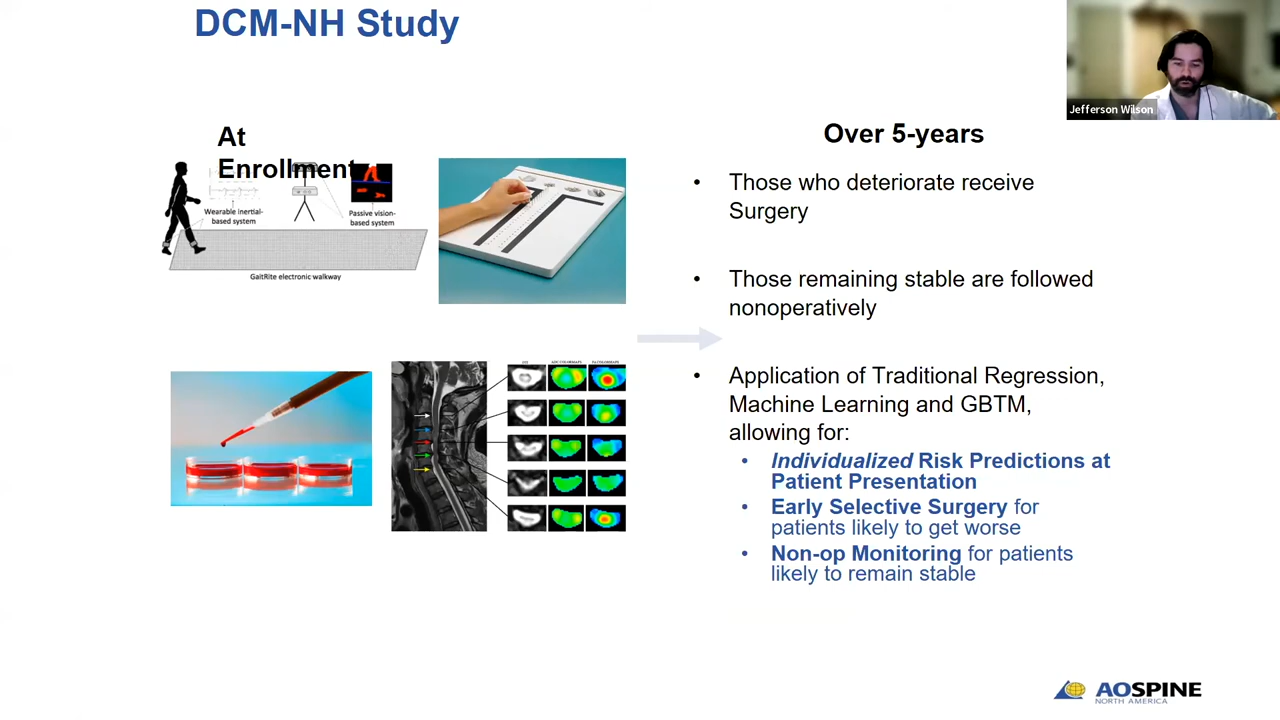 DCM-NH Study
Jefferson Wilson
At
Enrollment
Wearable inertial-
based system
Passive vision-
based system
GaitRite electronic walkway
Over 5-years
• Those who deteriorate receive
Surgery
• Those remaining stable are followed
nonoperatively
• Application of Traditional Regression,
Machine Learning and GBTM,
allowing for:
• Individualized Risk Predictions at
Patient Presentation
• Early Selective Surgery for
patients likely to get worse
• Non-op Monitoring for patients
likely to remain stable
AOSPINE
NORTH AMERICA